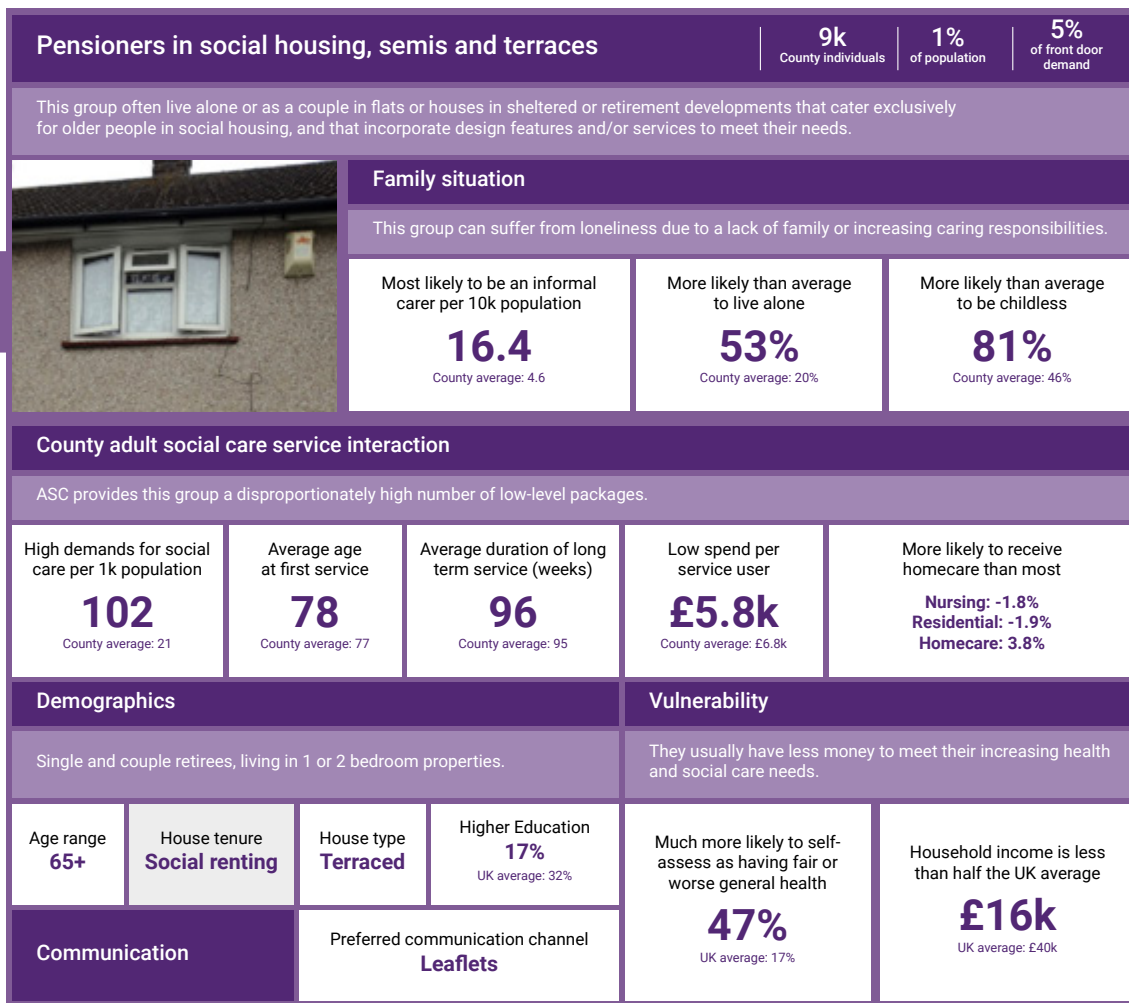 Pensioners in social housing, semis and terraces
9k
County individuals
1%
of population
5%
of front door
demand
This group often live alone or as a couple in flats or houses in sheltered or retirement developments that cater exclusively
for older people in social housing, and that incorporate design features and/or services to meet their needs.
Family situation
This group can suffer from loneliness due to a lack of family or increasing caring responsibilities.
Most likely to be an informal
carer per 10k population
16.4
County average: 4.6
More likely than average
to live alone
53%
County average: 20%
More likely than average
to be childless
81%
County average: 46%
County adult social care service interaction
ASC provides this group a disproportionately high number of low-level packages.
High demands for social
care per 1k population
102
County average: 21
Average age
at first service
78
County average: 77
Average duration of long
term service (weeks)
96
County average: 95
Low spend per
service user
£5.8k
County average: £6.8k
More likely to receive
homecare than most
Nursing: -1.8%
Residential: -1.9%
Homecare: 3.8%
Demographics
Single and couple retirees, living in 1 or 2 bedroom properties.
Age range
65+
House tenure
Social renting
House type
Terraced
Higher Education
17%
UK average: 32%
Communication
Preferred communication channel
Leaflets
Vulnerability
They usually have less money to meet their increasing health
and social care needs.
Much more likely to self-
assess as having fair or
worse general health
47%
UK average: 17%
Household income is less
than half the UK average
£16k
UK average: £40k